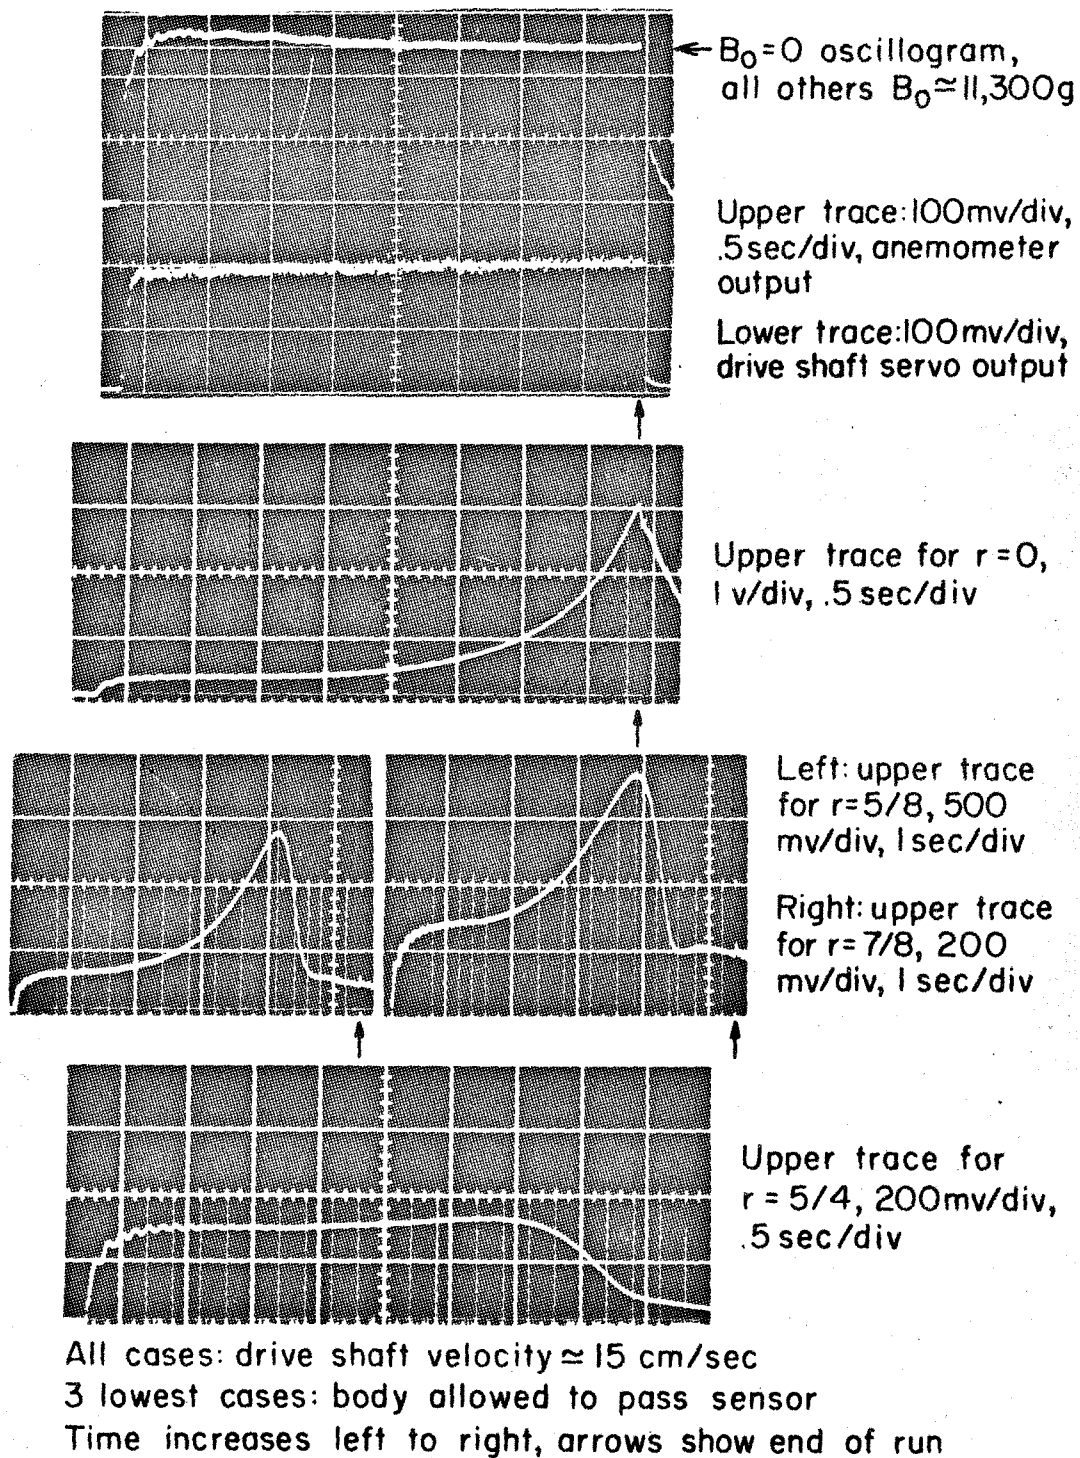 B₀=0 oscillogram,
all others B₀≃11,300g
Upper trace:100mv/div,
.5sec/div, anemometer
output
Lower trace:100mv/div,
drive shaft servo output
Upper trace for r=0,
1 v/div, .5 sec/div
Left: upper trace
for r=5/8, 500
mv/div, 1sec/div
Right: upper trace
for r=7/8, 200
mv/div, 1 sec/div
Upper trace for
r = 5/4, 200mv/div,
.5 sec/div
All cases: drive shaft velocity ≃ 15 cm/sec
3 lowest cases: body allowed to pass sensor
Time increases left to right, arrows show end of run